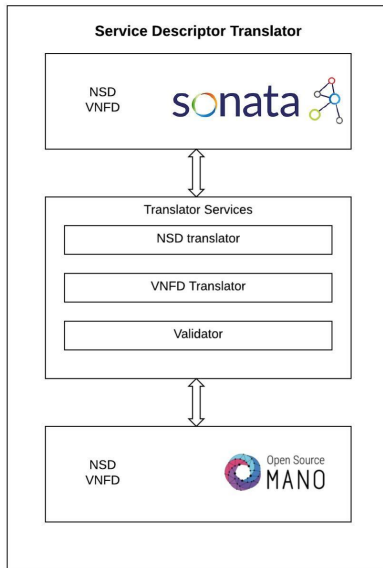 Service Descriptor Translator
NSD
VNFD
sonata
Translator Services
NSD translator
VNFD Translator
Validator
NSD
VNFD
Open Source
MANO